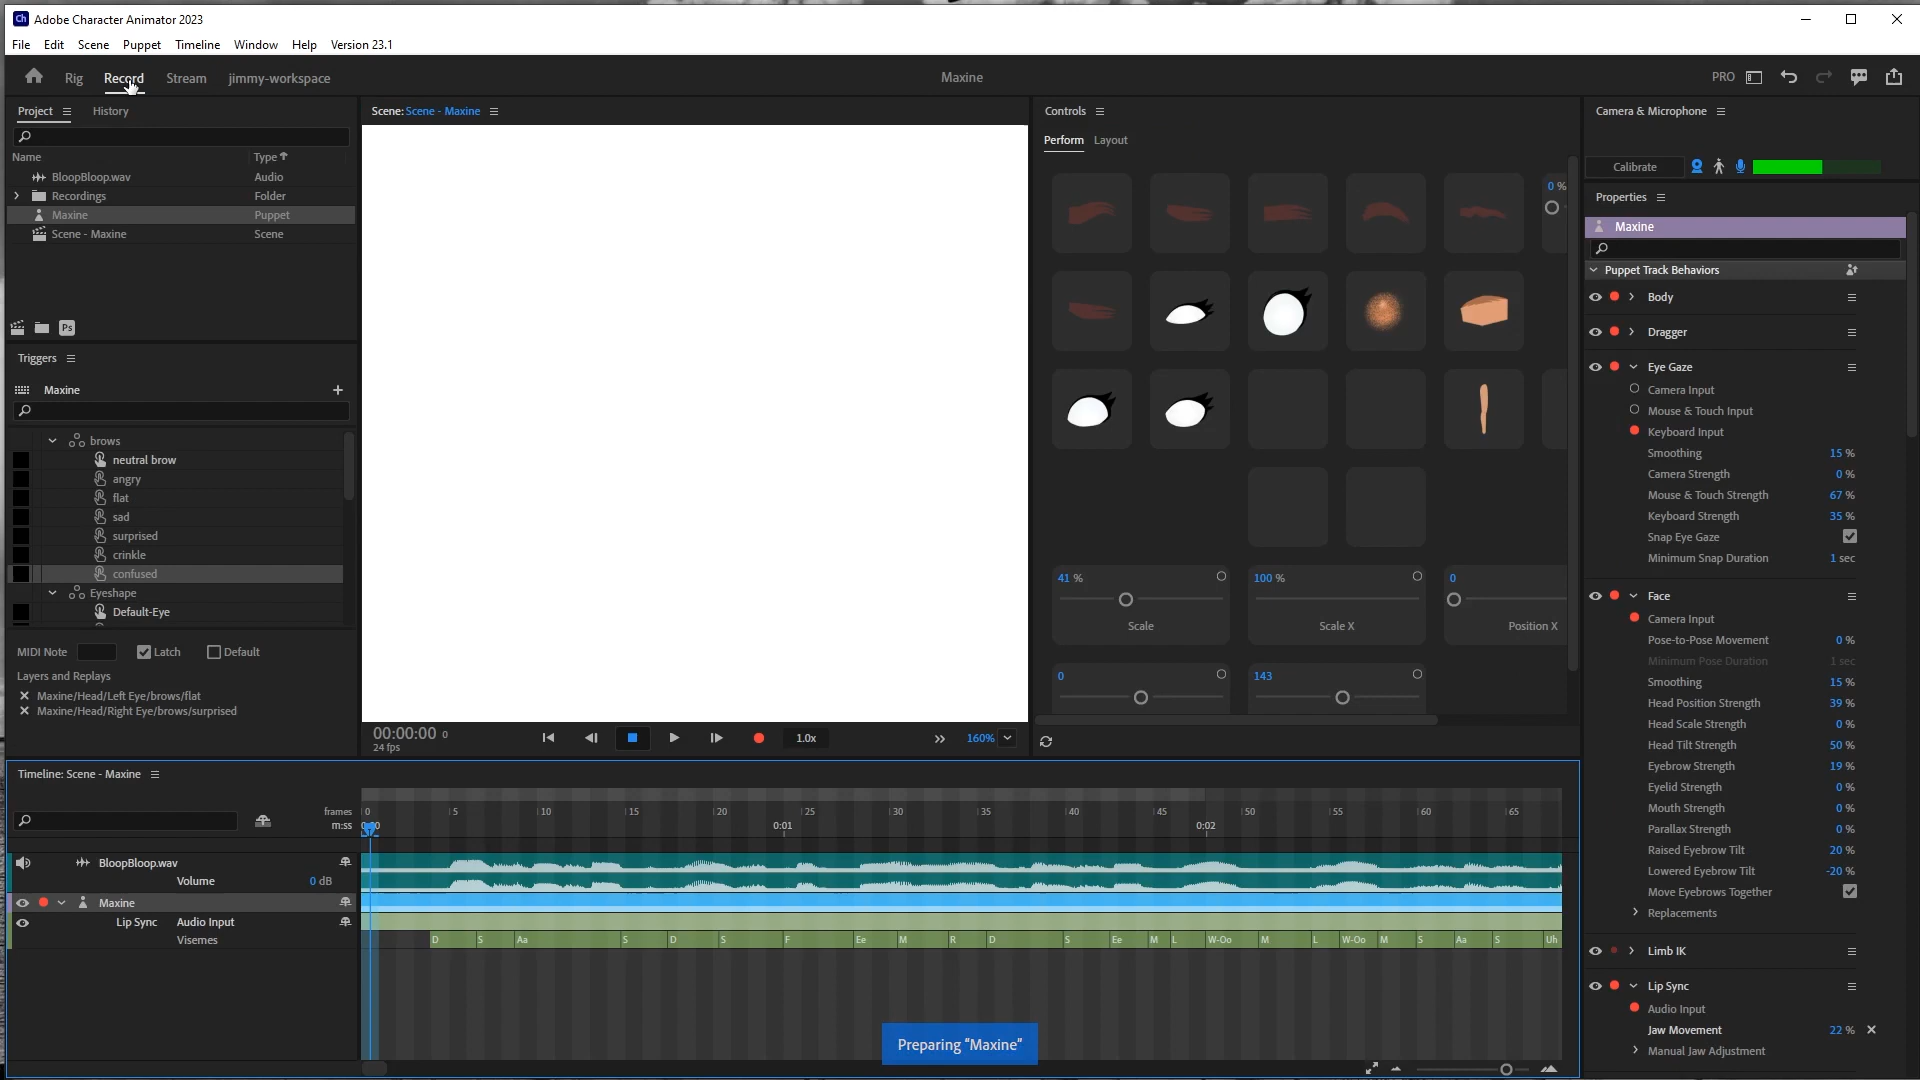 Ch Adobe Character Animator 2023
File Edit Scene Puppet Timeline Window Help Version 23.1
Rig Record Stream jimmy-workspace Maxine PRO
Project History
Name Type
BloopBloop.wav Audio
Recordings Folder
Maxine Puppet
Scene - Maxine Scene
Ps
Triggers
Maxine
brows
neutral brow
angry
flat
sad
surprised
crinkle
confused
Eyeshape
Default-Eye
MIDI Note Latch Default
Layers and Replays
Maxine/Head/Left Eye/brows/flat
Maxine/Head/Right Eye/brows/surprised
Scene: Scene - Maxine
00:00:00 0
24 fps
1.0x
160%
Controls
Perform Layout
0 %
41 %
Scale
100 %
Scale X
0
Position X
0
143
Camera & Microphone
Calibrate
Properties
Maxine
Puppet Track Behaviors
Body
Dragger
Eye Gaze
Camera Input
Mouse & Touch Input
Keyboard Input
Smoothing 15 %
Camera Strength 0 %
Mouse & Touch Strength 67 %
Keyboard Strength 35 %
Snap Eye Gaze
Minimum Snap Duration 1 sec
Face
Camera Input
Pose-to-Pose Movement 0 %
Minimum Pose Duration 1 sec
Smoothing 15 %
Head Position Strength 39 %
Head Scale Strength 0 %
Head Tilt Strength 50 %
Eyebrow Strength 19 %
Eyelid Strength 0 %
Mouth Strength 0 %
Parallax Strength 0 %
Raised Eyebrow Tilt 20 %
Lowered Eyebrow Tilt -20 %
Move Eyebrows Together
Replacements
Limb IK
Lip Sync
Audio Input
Jaw Movement 22 %
Manual Jaw Adjustment
Timeline: Scene - Maxine
frames 0 5 10 15 20 25 30 35 40 45 50 55 60 65
m:ss 0:01 0:02
BloopBloop.wav
Volume 0 dB
Maxine
Lip Sync Audio Input
Visemes D S Aa S D S F Ee M R D S Ee M L W-Oo M L W-Oo M S Aa S Uh
Preparing “Maxine”